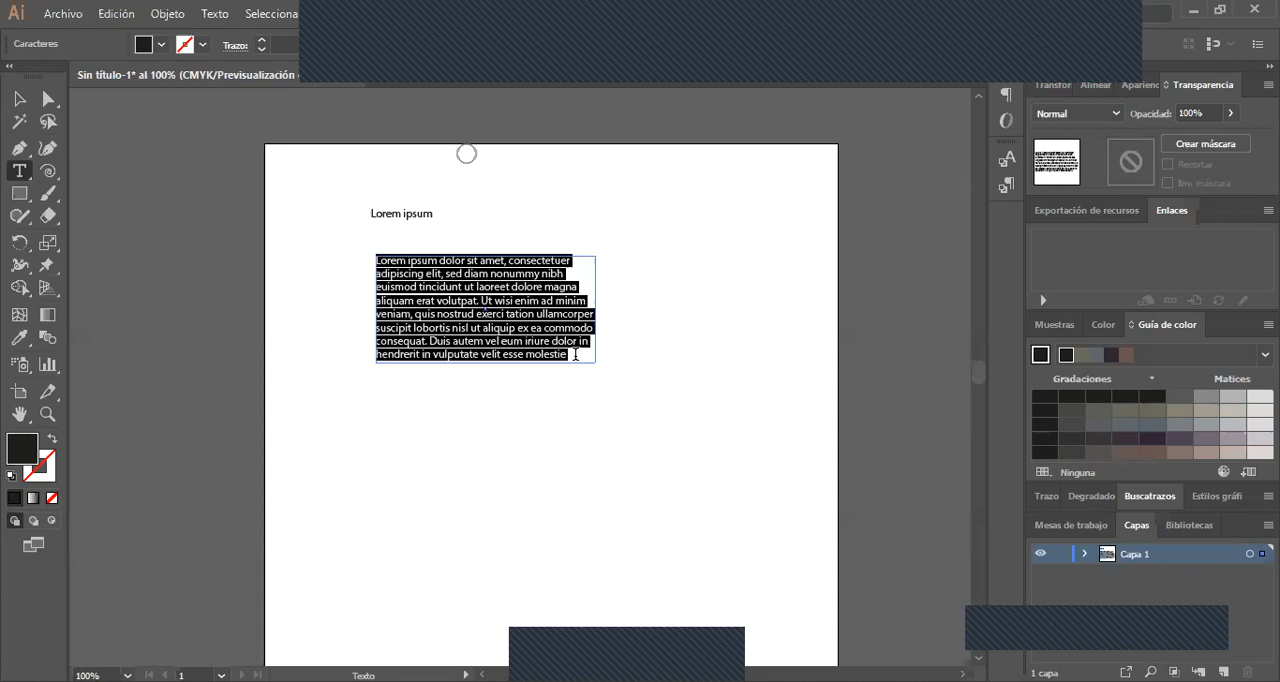 Ai Archivo Edición Objeto Texto Selecciona
Caracteres Trazo:
Sin título-1* al 100% (CMYK/Previsualización
Transfor Alinear Aparienc Transparencia
Normal Opacidad: 100%
Crear máscara
Recortar
Inv. máscara
Exportación de recursos Enlaces
Lorem ipsum
Lorem ipsum dolor sit amet, consectetuer
adipiscing elit, sed diam nonummy nibh
euismod tincidunt ut laoreet dolore magna
aliquam erat volutpat. Ut wisi enim ad minim
veniam, quis nostrud exerci tation ullamcorper
suscipit lobortis nisl ut aliquip ex ea commodo
consequat. Duis autem vel eum iriure dolor in
hendrerit in vulputate velit esse molestie
Muestras Color Guía de color
Gradaciones Matices
Ninguna
Trazo Degradado Buscatrazos Estilos gráfi
Mesas de trabajo Capas Bibliotecas
Capa 1
100% 1 Texto
1 capa